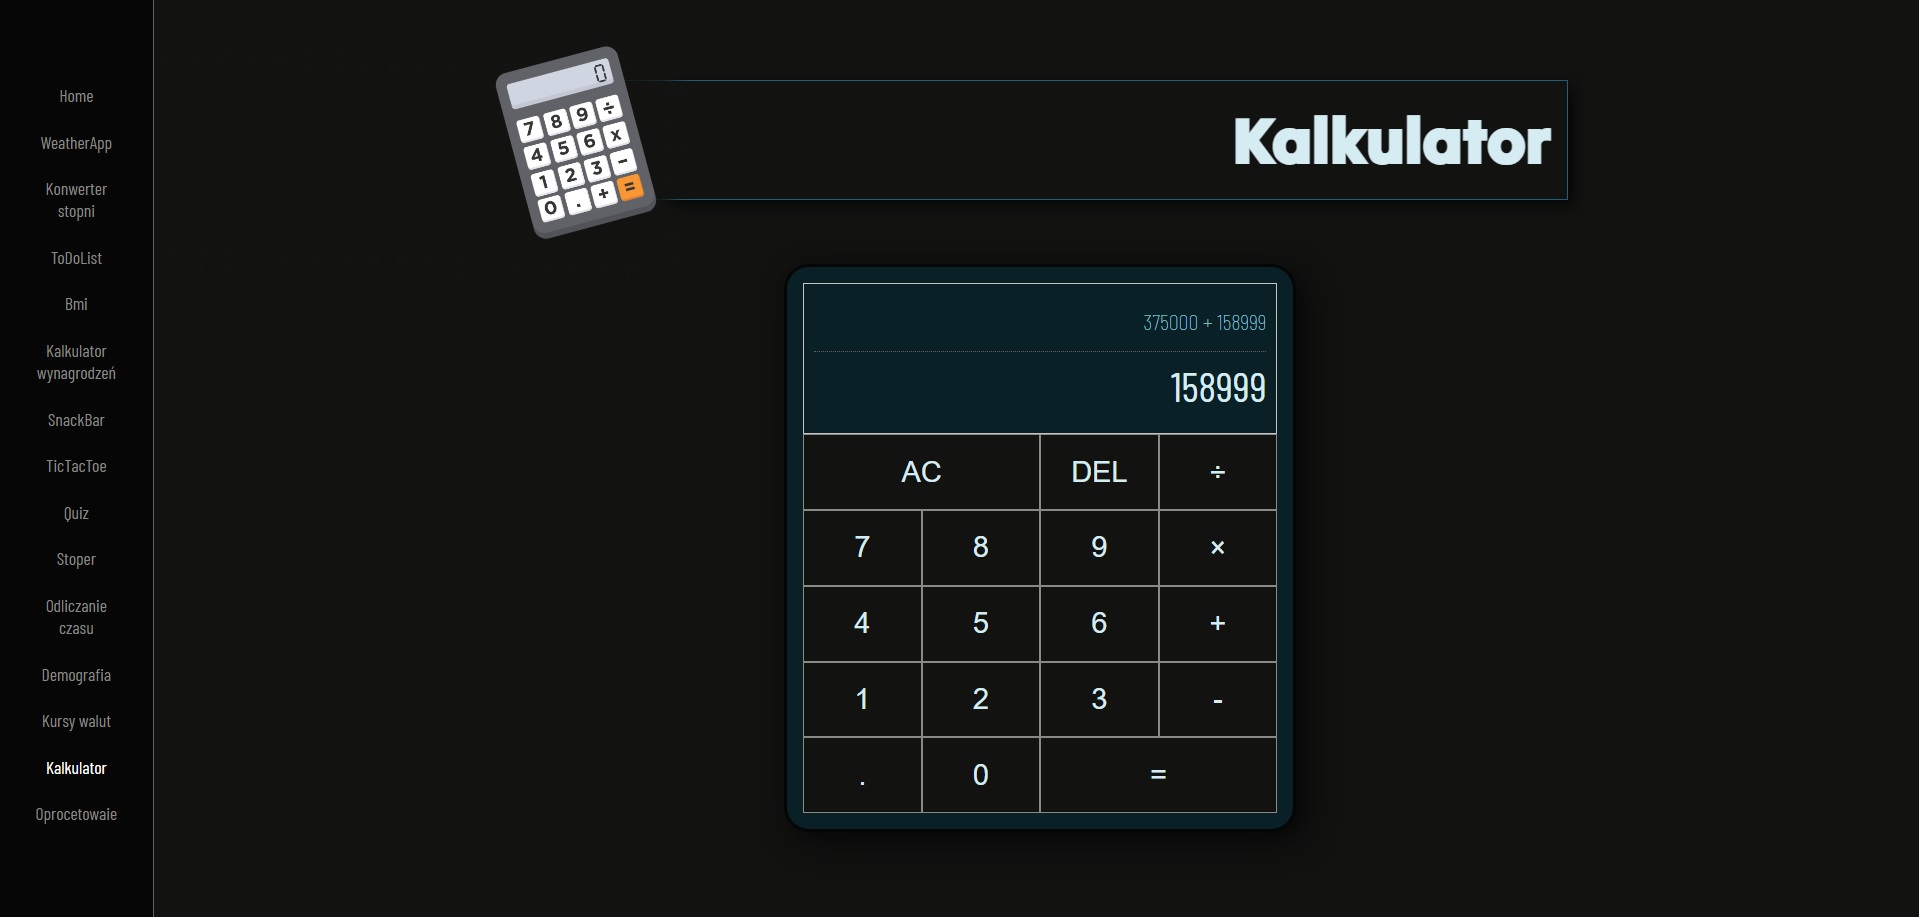 Home
WeatherApp
Konwerter
stopni
ToDoList
Bmi
Kalkulator
wynagrodzeń
SnackBar
TicTacToe
Quiz
Stoper
Odliczanie
czasu
Demografia
Kursy walut
Kalkulator
Oprocetowaie
0
7 8 9 ÷
4 5 6 x
1 2 3 −
0 . + =
Kalkulator
375000 + 158999
158999
AC DEL ÷
7 8 9 ×
4 5 6 +
1 2 3 -
. 0 =